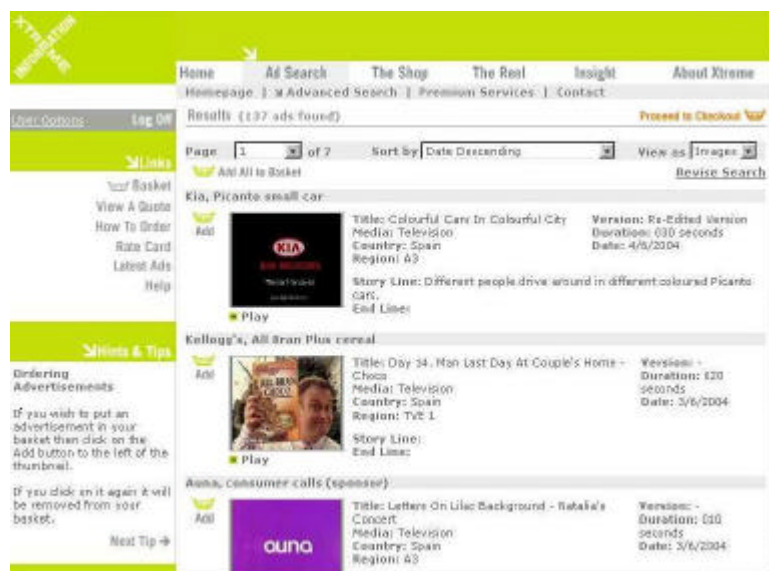 XTREME
INFORMATION
Home Ad Search The Shop The Reel Insight About Xtreme
Homepage | Advanced Search | Premium Services | Contact
User Options Log Off
Results (137 ads found) Proceed to Checkout
Page 1 of 7 Sort by Date Descending View as Images
Add All to Basket Revise Search
Links
Basket
View A Quote
How To Order
Rate Card
Latest Ads
Help
Kia, Picanto small car
Add
KIA
Play
Title: Colourful Cars In Colourful City
Media: Television
Country: Spain
Region: A3
Story Line: Different people drive around in different coloured Picanto
cars.
End Line:
Version: Re-Edited Version
Duration: 030 seconds
Date: 4/6/2004
Hints & Tips
Ordering
Advertisements
If you wish to put an
advertisement in your
basket then click on the
Add button to the left of the
thumbnail.
If you click on it again it will
be removed from your
basket.
Next Tip
Kellogg's, All Bran Plus cereal
Add
ALL BRAN
CHOCO
Play
Title: Day 34. Man Last Day At Couple's Home -
Choco
Media: Television
Country: Spain
Region: TVE 1
Story Line:
End Line:
Version: -
Duration: 020
seconds
Date: 3/6/2004
Auna, consumer calls (sponsor)
Add
auna
Title: Letters On Lilac Background - Natalia's
Concert
Media: Television
Country: Spain
Region: A3
Version: -
Duration: 010
seconds
Date: 3/6/2004